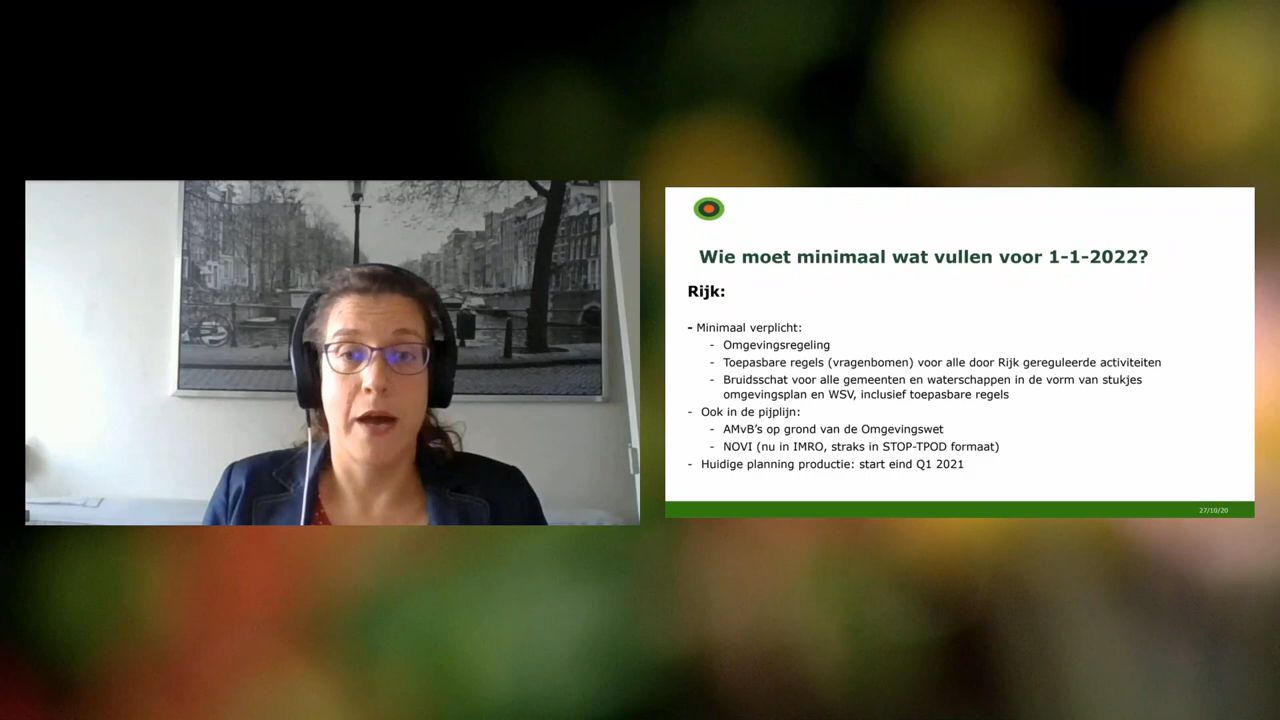 Wie moet minimaal wat vullen voor 1-1-2022?
Rijk:
- Minimaal verplicht:
- Omgevingsregeling
- Toepasbare regels (vragenbomen) voor alle door Rijk gereguleerde activiteiten
- Bruidsschat voor alle gemeenten en waterschappen in de vorm van stukjes
omgevingsplan en WSV, inclusief toepasbare regels
- Ook in de pijplijn:
- AMvB's op grond van de Omgevingswet
- NOVI (nu in IMRO, straks in STOP-TPOD formaat)
- Huidige planning productie: start eind Q1 2021
27/10/20